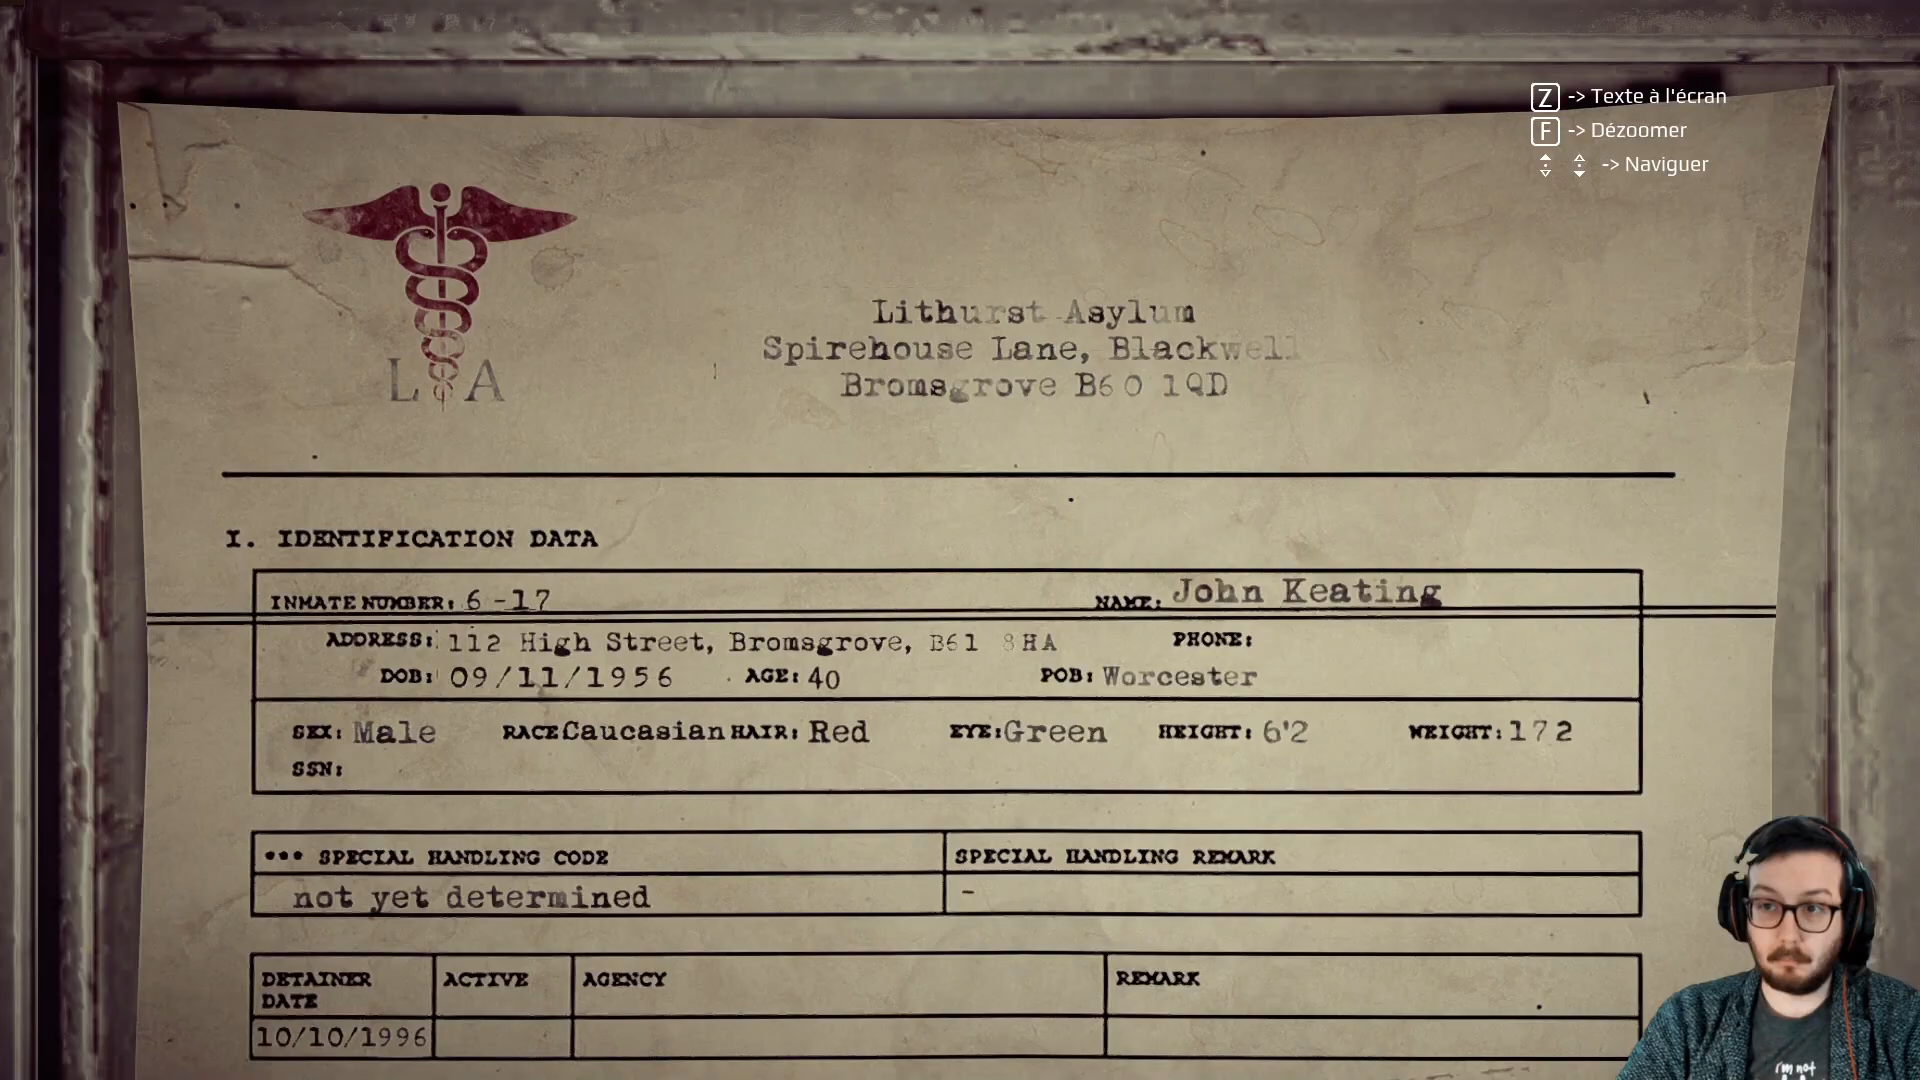 Z -> Texte à l'écran
F -> Dézoomer
-> Naviguer
L A
Lithurst Asylum
Spirehouse Lane, Blackwell
Bromsgrove B60 1QD
I. IDENTIFICATION DATA
INMATE NUMBER: 6-17 NAME: John Keating
ADDRESS: 112 High Street, Bromsgrove, B61 8HA PHONE:
DOB: 09/11/1956 AGE: 40 POB: Worcester
SEX: Male RACE Caucasian HAIR: Red EYE: Green HEIGHT: 6'2 WEIGHT: 172
SSN:
••• SPECIAL HANDLING CODE SPECIAL HANDLING REMARK
not yet determined -
DETAINER DATE ACTIVE AGENCY REMARK
10/10/1996
i'm not